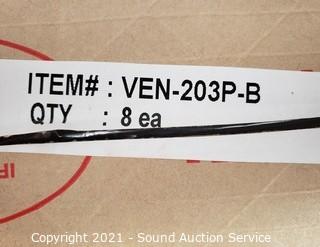 ITEM# : VEN-203P-B
QTY : 8 ea
Copyright 2021 - Sound Auction Service